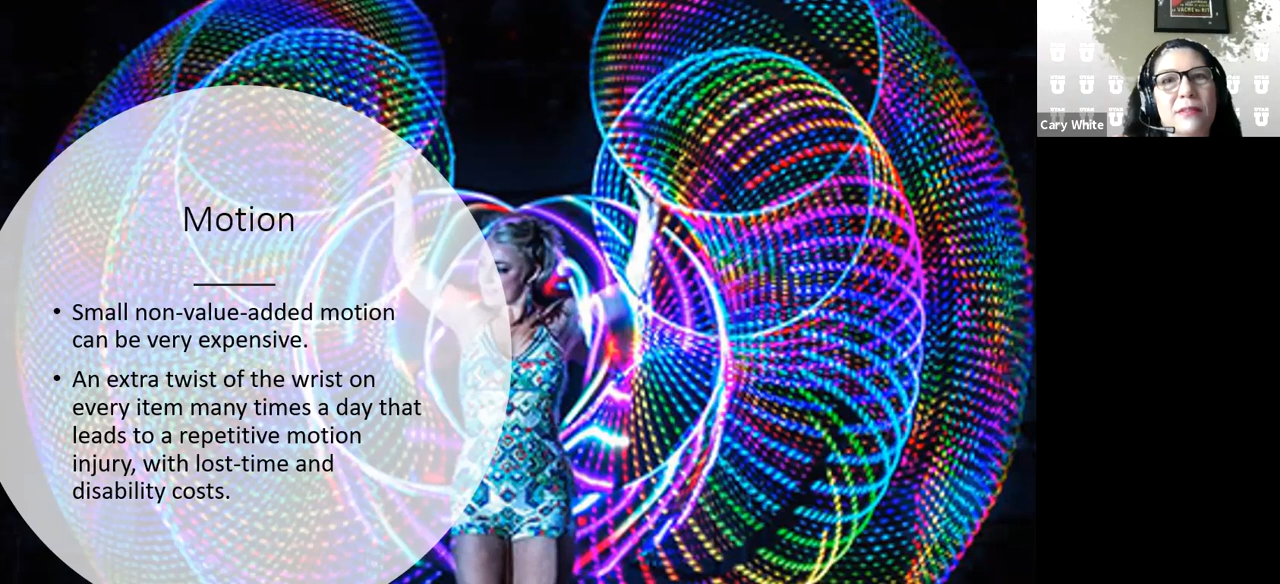 Motion
• Small non-value-added motion
can be very expensive.
• An extra twist of the wrist on
every item many times a day that
leads to a repetitive motion
injury, with lost-time and
disability costs.
Cary White